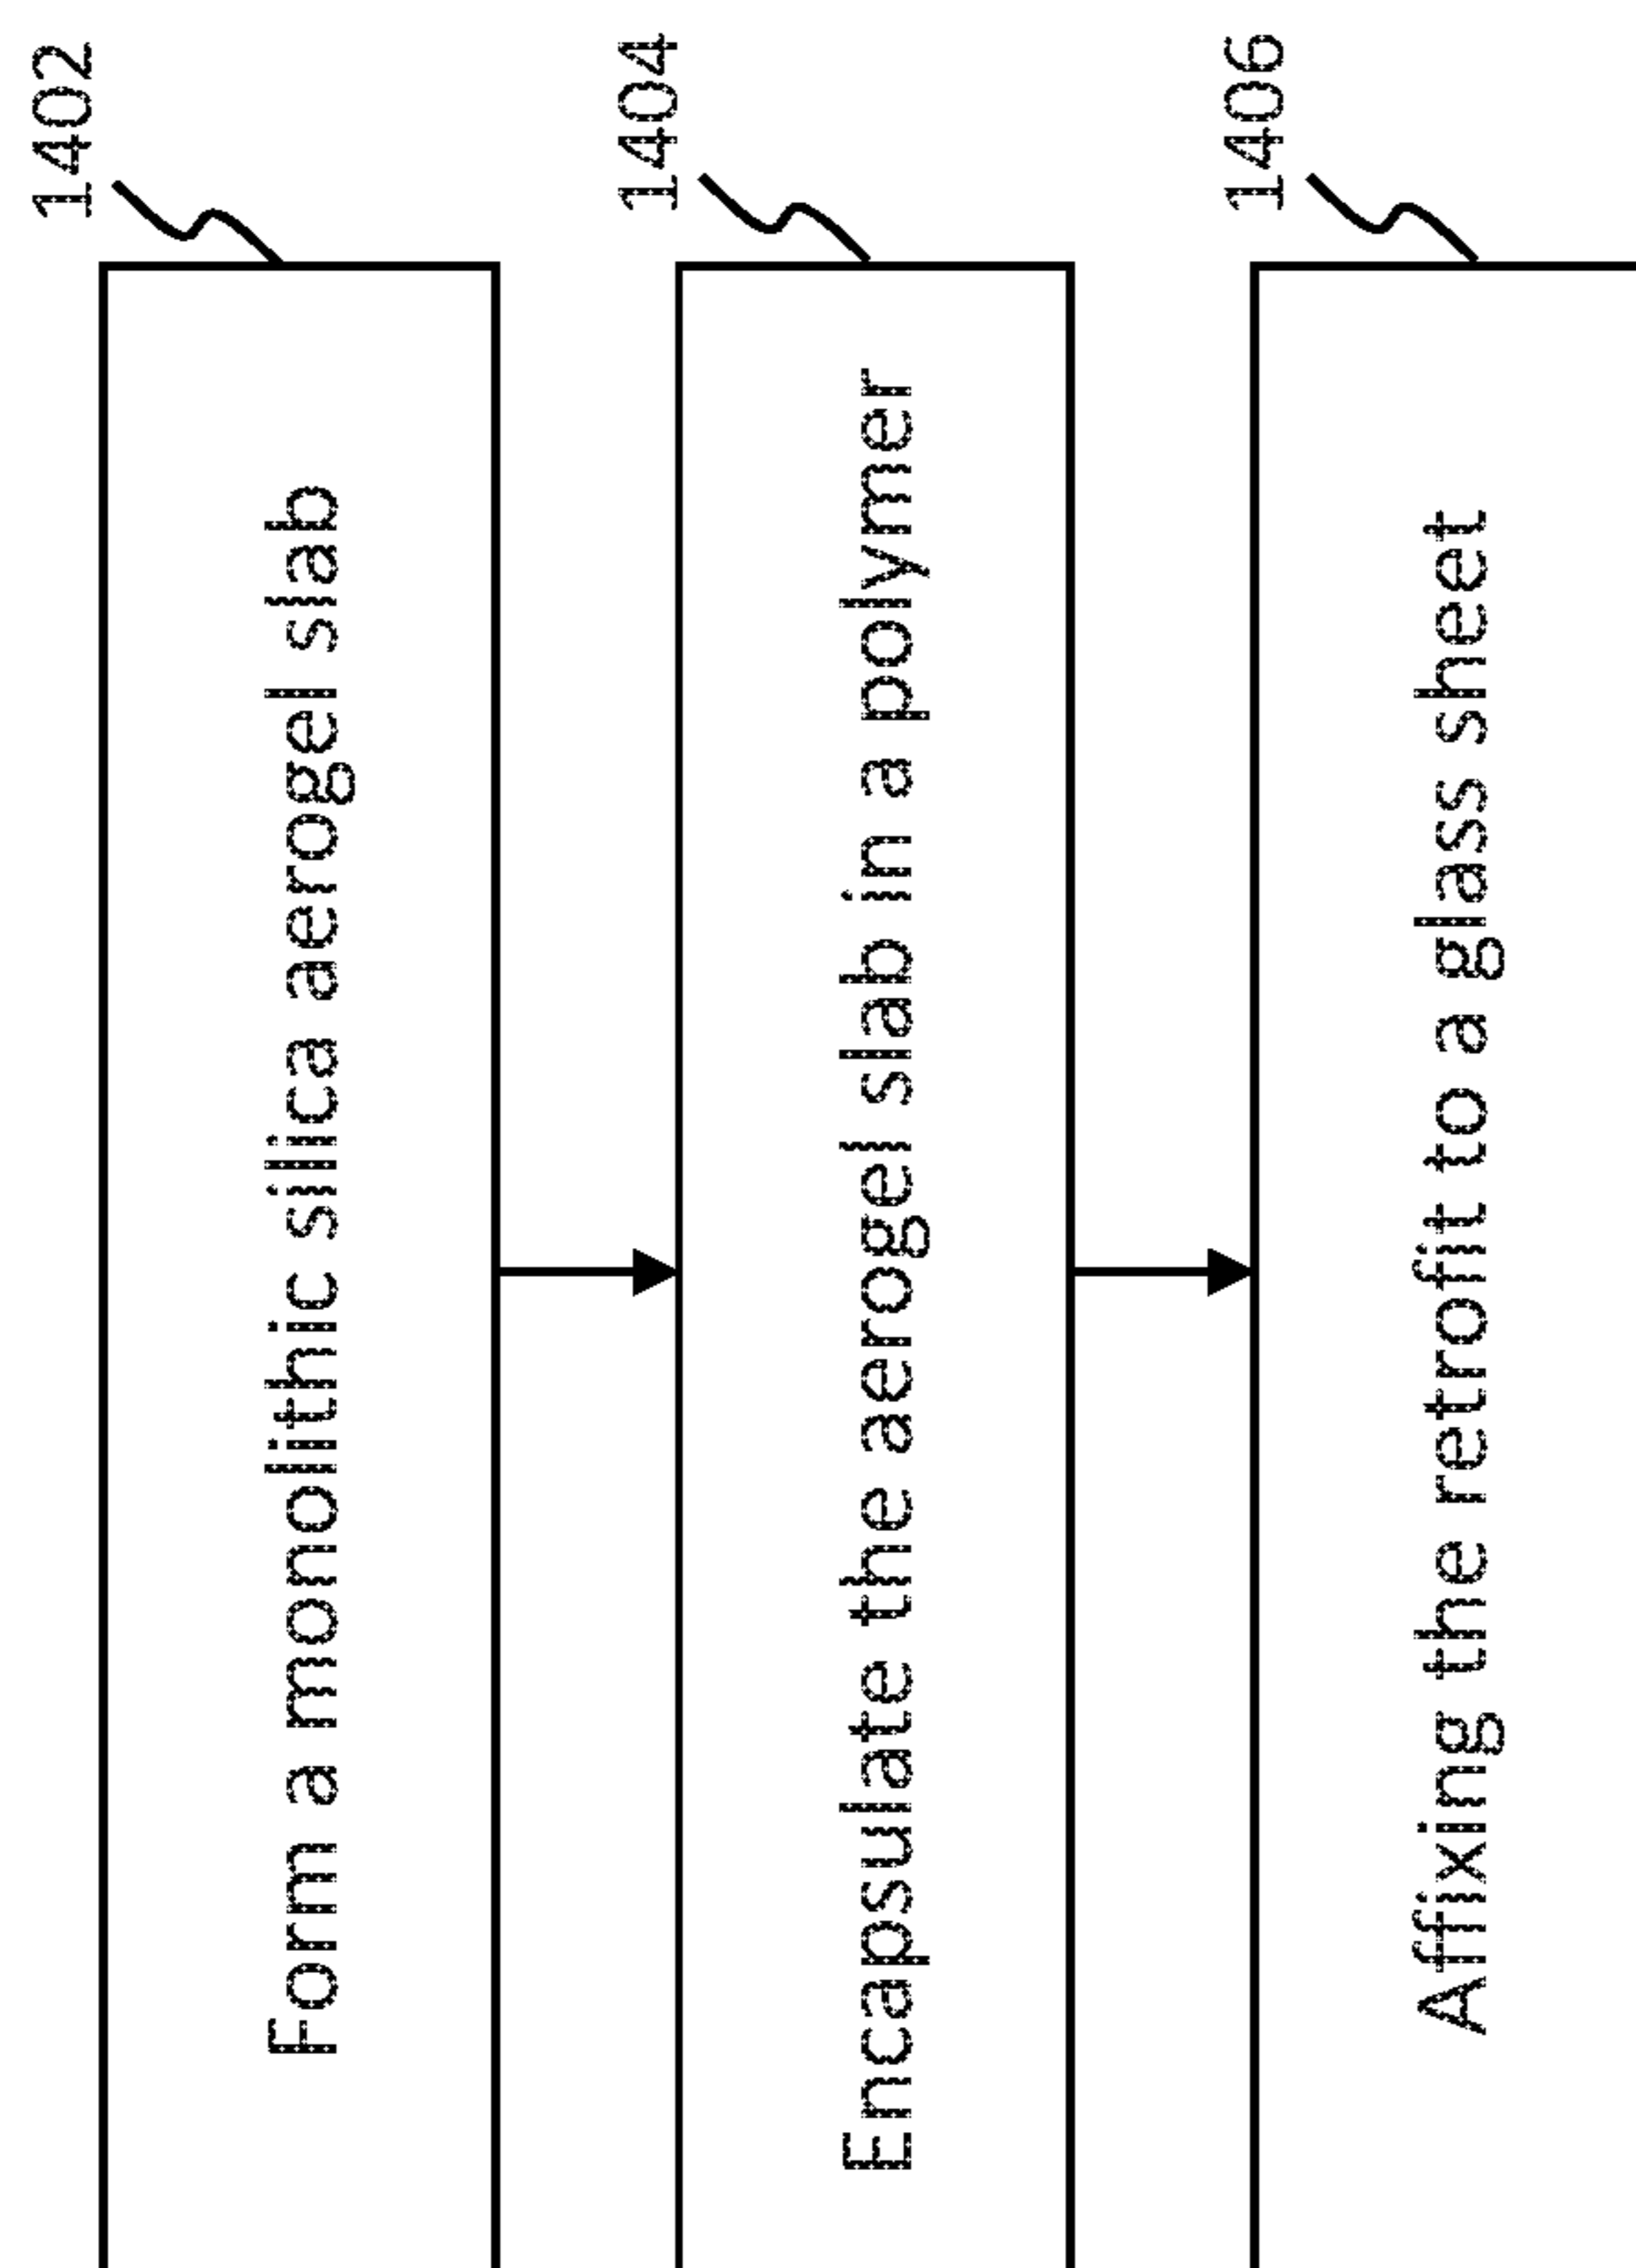 1402
Form a monolithic silica aerogel slab
1404
Encapsulate the aerogel slab in a polymer
1406
Affixing the retrofit to a glass sheet